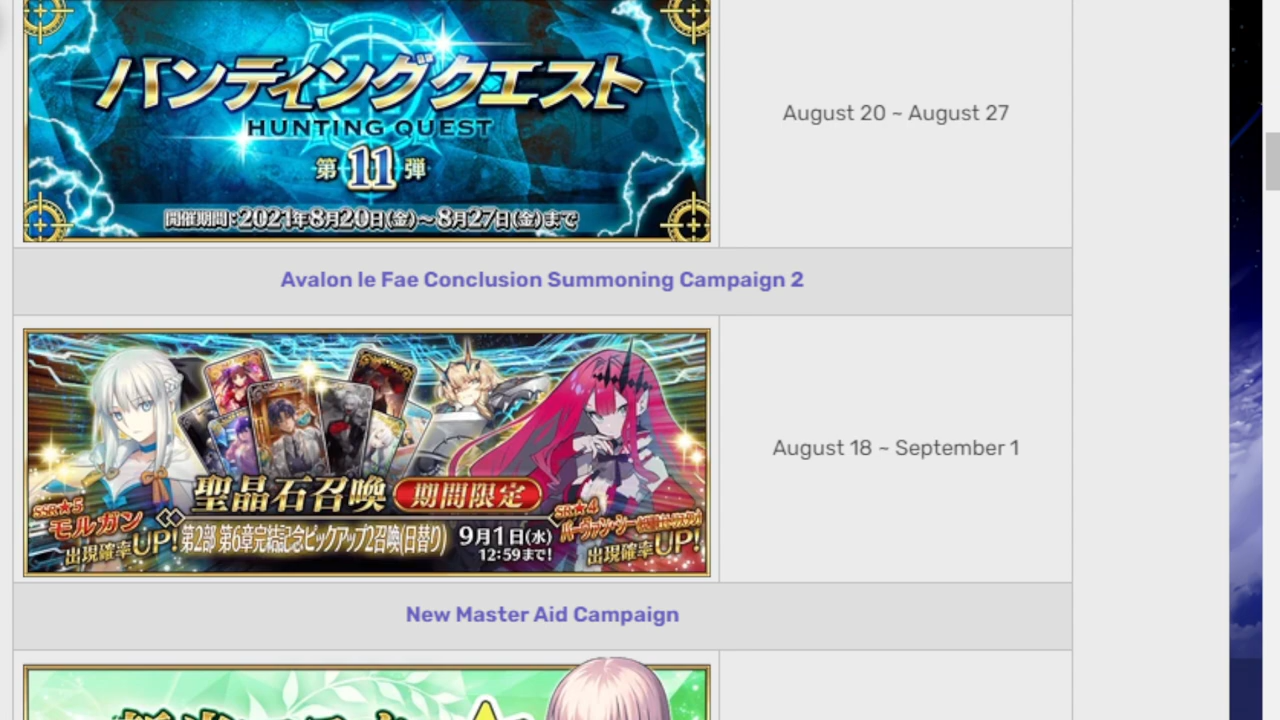 ハンティングクエスト
HUNTING QUEST
第11弾
開催期間:2021年8月20日(金)～8月27日(金)まで
August 20 ~ August 27
Avalon le Fae Conclusion Summoning Campaign 2
聖晶石召喚 期間限定
SSR★5
モルガン
出現確率UP!
第2部 第6章完結記念ピックアップ2召喚(日替り)
9月1日(水)
12:59まで!
★4
出現確率UP!
August 18 ~ September 1
New Master Aid Campaign